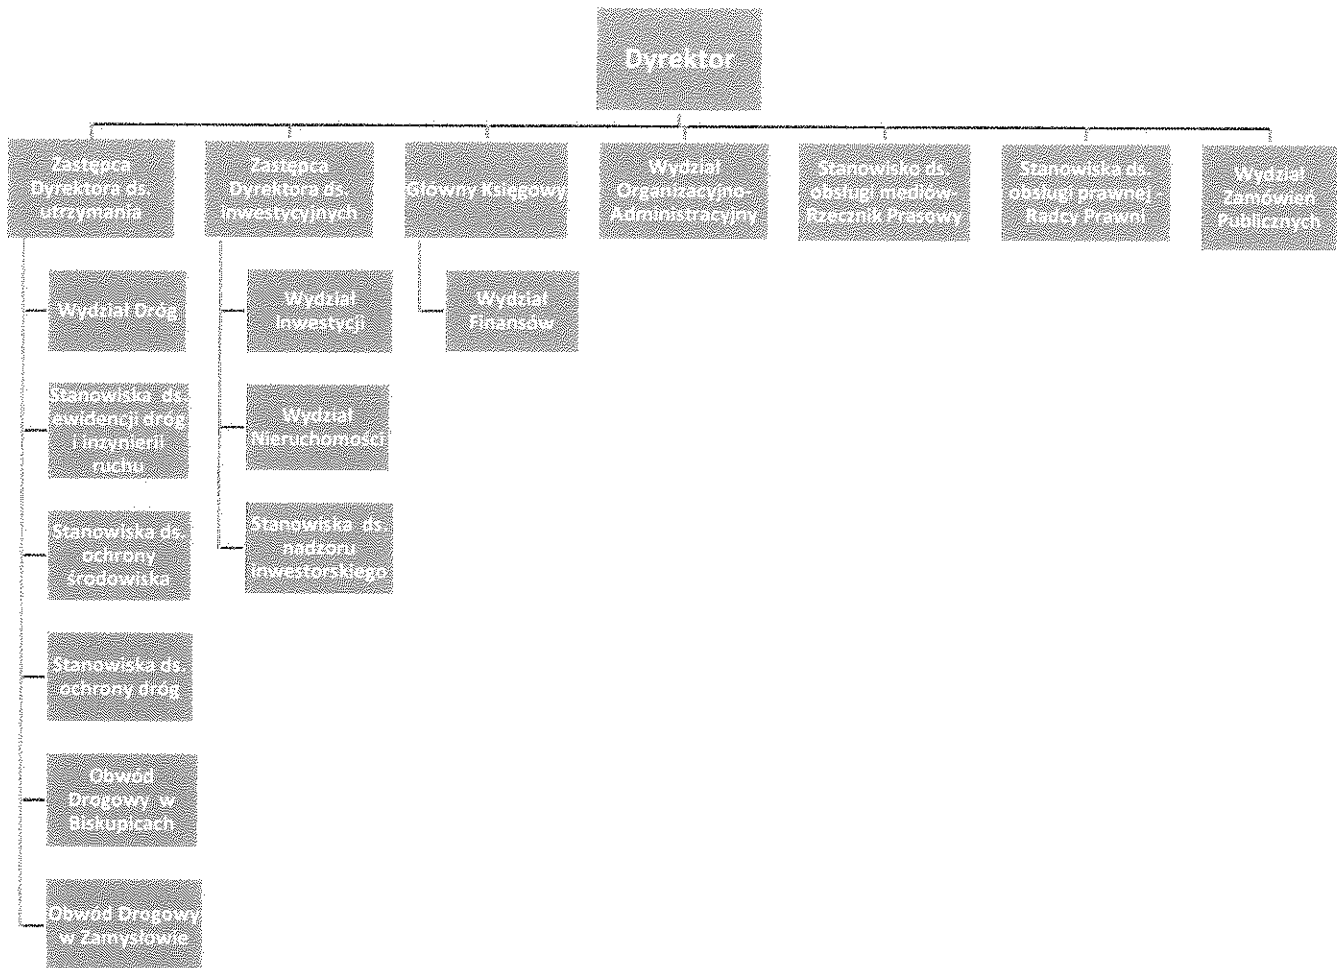 Dyrektor
Zastępca
Dyrektora ds.
utrzymania
Zastępca
Dyrektora ds.
inwestycyjnych
Główny Księgowy
Wydział
Organizacyjno-
Administracyjny
Stanowisko ds.
obsługi mediów
Rzecznik Prasowy
Stanowiska ds.
obsługi prawnej
Radcy Prawni
Wydział
Zamówień
Publicznych
Wydział Dróg
Stanowiska ds.
ewidencji dróg
i inżynierii
ruchu
Stanowiska ds.
ochrony
środowiska
Stanowiska ds.
ochrony dróg
Obwód
Drogowy w
Biskupicach
Obwód Drogowy
w Zamysłowie
Wydział
Inwestycji
Wydział
Nieruchomości
Stanowiska ds.
nadzoru
inwestorskiego
Wydział
Finansów